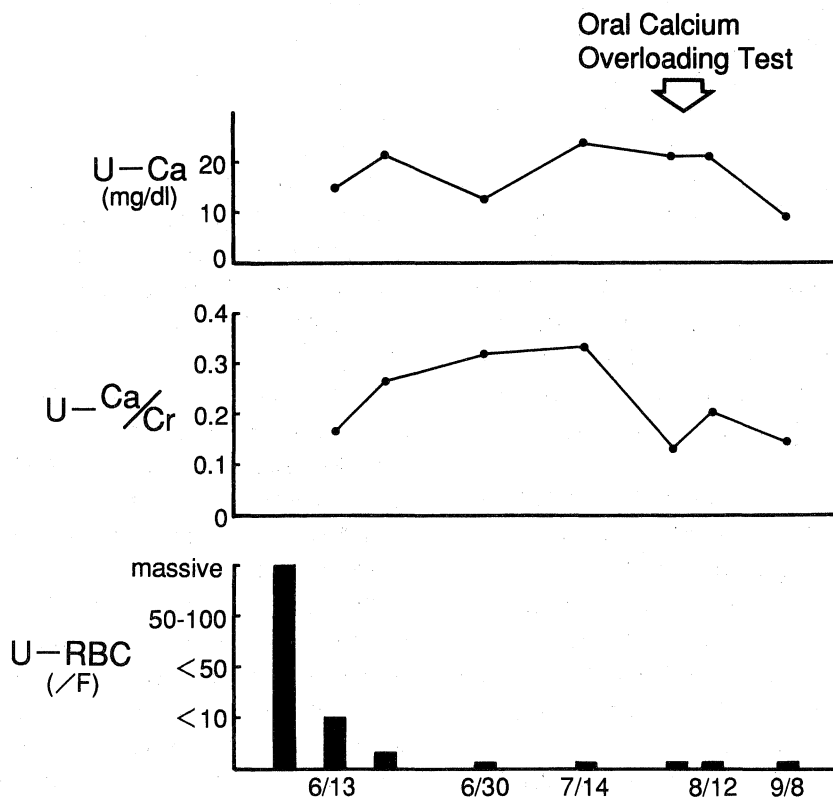 Oral Calcium
Overloading Test
U-Ca
(mg/dl)
20
10
0
U-Ca/Cr
0.4
0.3
0.2
0.1
0
U-RBC
(/F)
massive
50-100
<50
<10
6/13
6/30
7/14
8/12
9/8